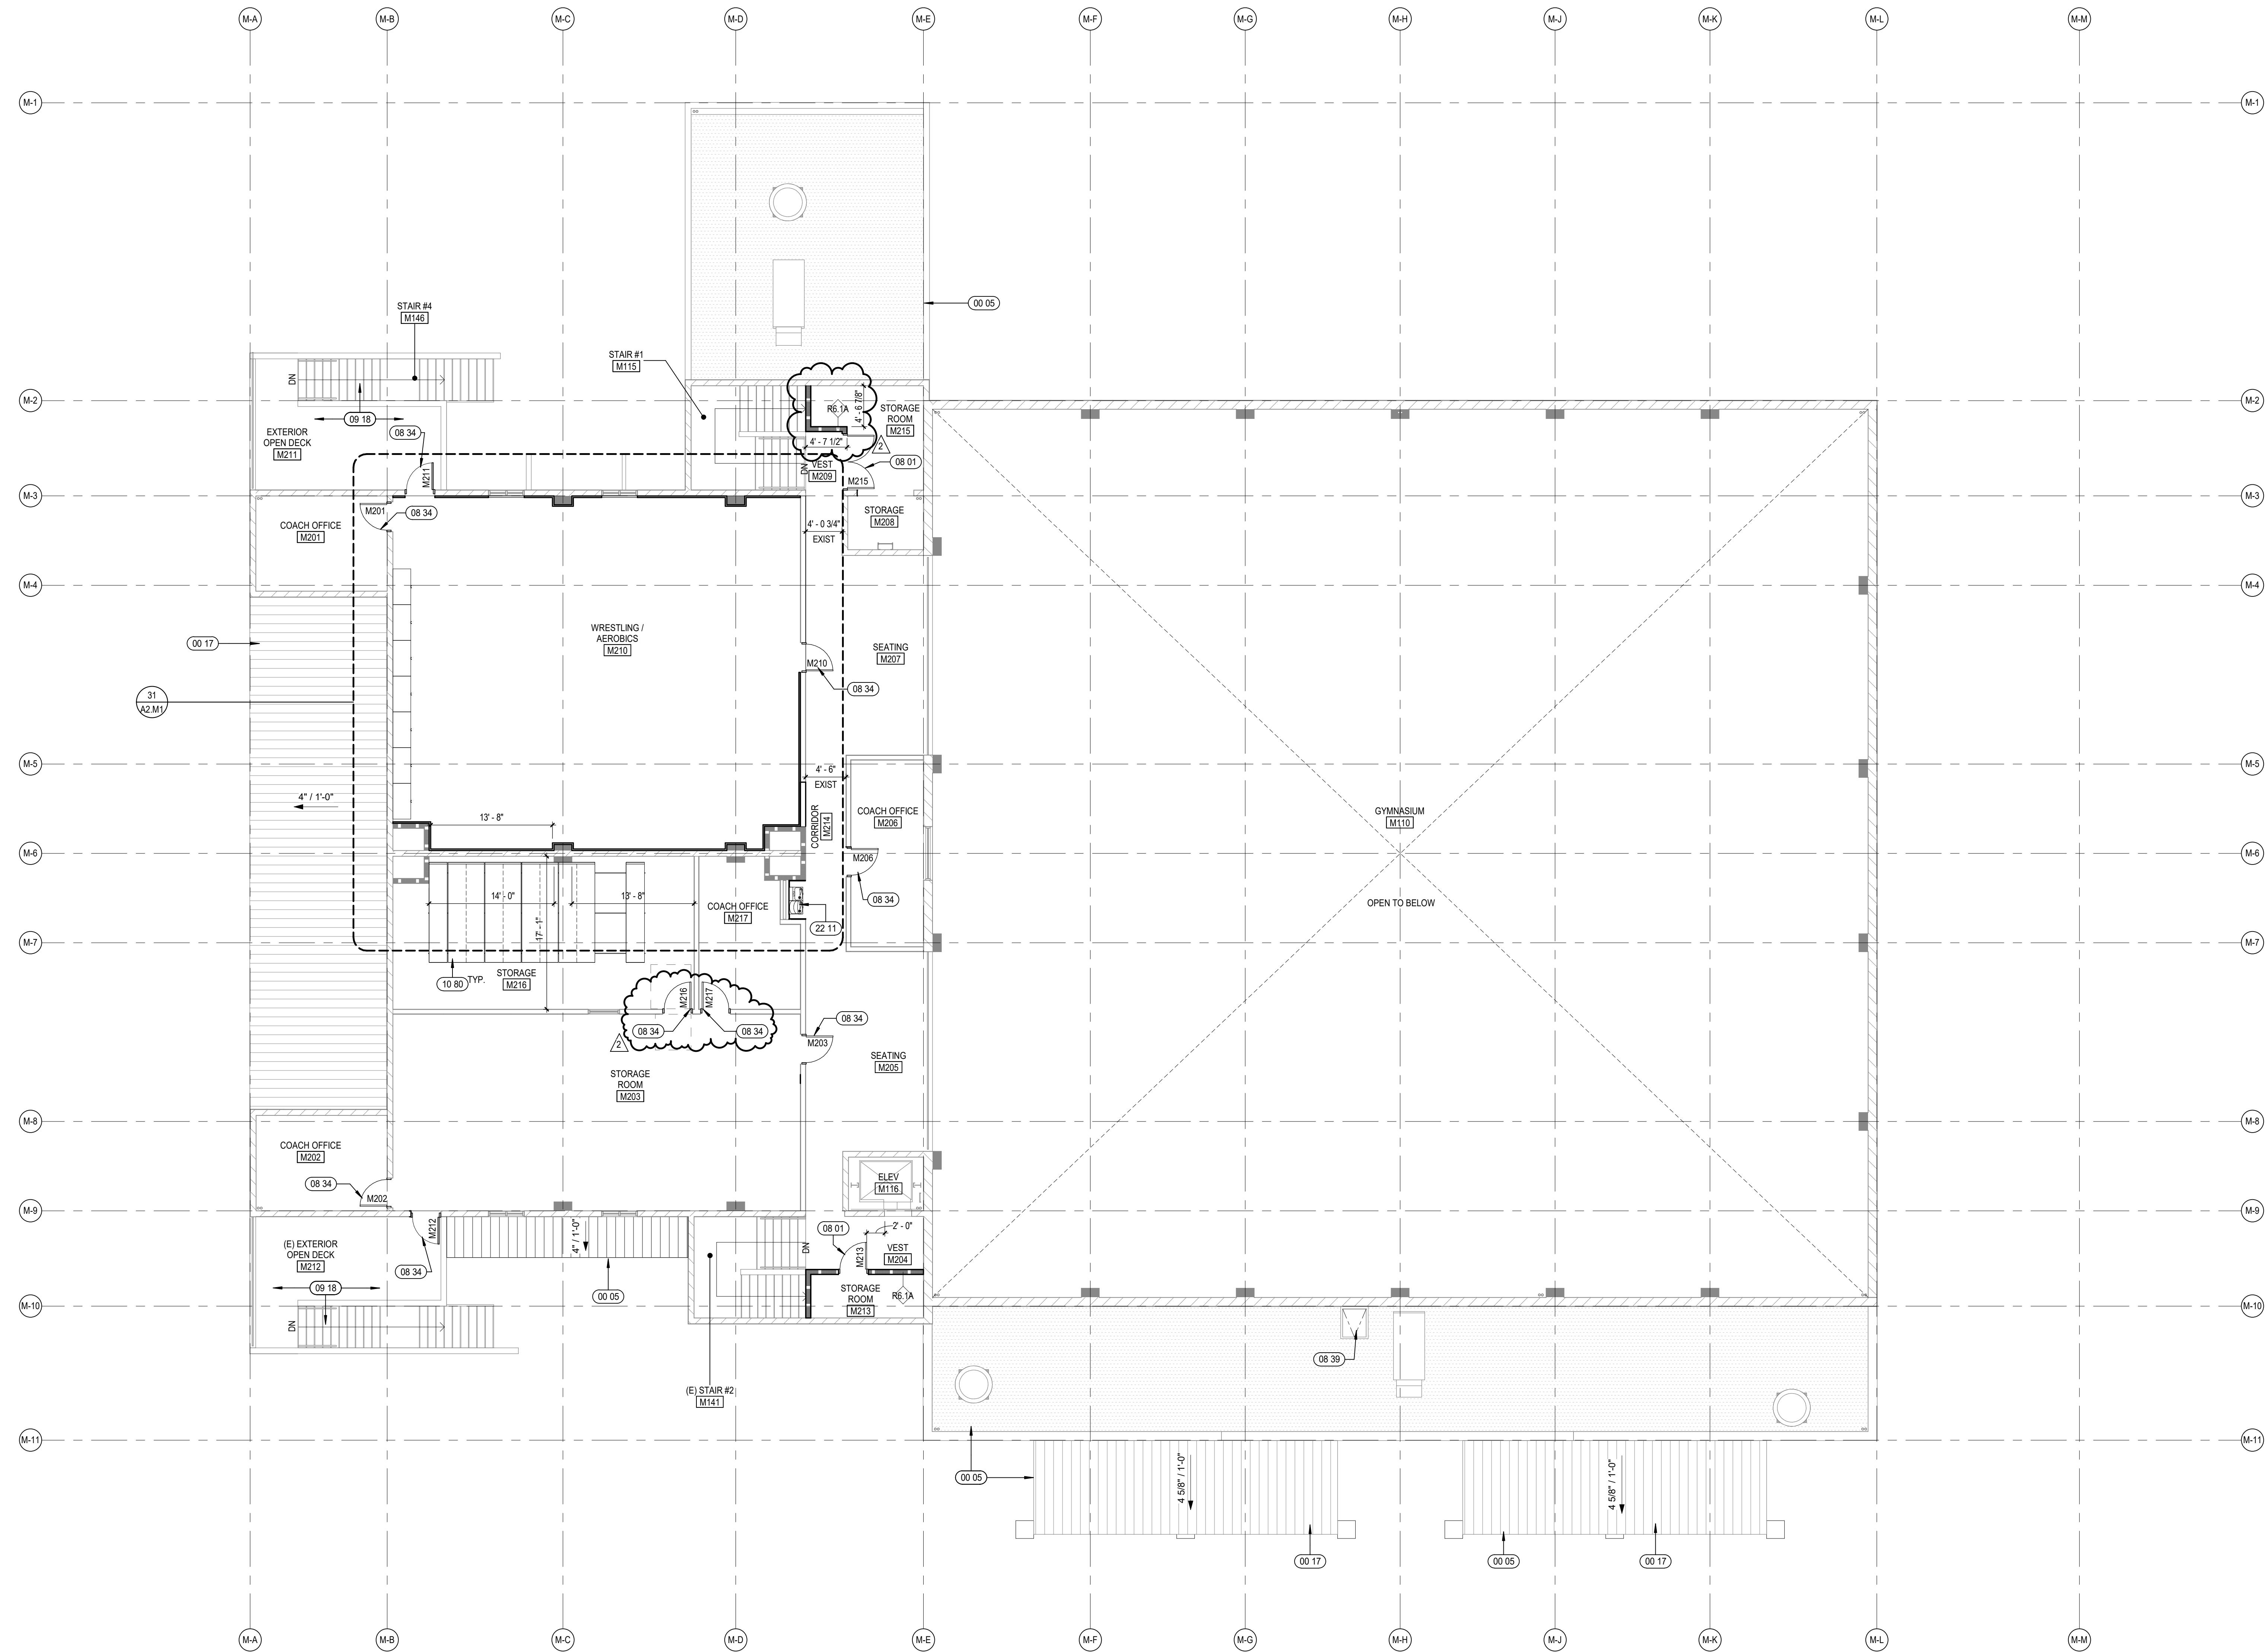 M-A
M-B
M-C
M-D
M-E
M-F
M-G
M-H
M-J
M-K
M-L
M-M
M-1
M-1
00 05
STAIR #4
M146
STAIR #1
M115
DN
M-2
M-2
R6.1A
4' - 6 7/8"
STORAGE
ROOM
M215
09 18
08 34
EXTERIOR
OPEN DECK
M211
4' - 7 1/2"
2
VEST
M209
DN
08 01
M211
M215
M-3
M-3
M201
08 34
COACH OFFICE
M201
STORAGE
M208
4' - 0 3/4"
EXIST
M-4
M-4
WRESTLING /
AEROBICS
M210
00 17
SEATING
M207
M210
08 34
31
A2.M1
M-5
M-5
4' - 6"
EXIST
4" / 1'-0"
13' - 8"
CORRIDOR
M214
COACH OFFICE
M206
GYMNASIUM
M110
M-6
M-6
M206
14' - 0"
13' - 8"
08 34
COACH OFFICE
M217
OPEN TO BELOW
17' - 1"
22 11
M-7
M-7
10 80
TYP.
STORAGE
M216
M216
M217
08 34
08 34
08 34
2
M203
SEATING
M205
STORAGE
ROOM
M203
M-8
M-8
COACH OFFICE
M202
08 34
M202
ELEV
M116
M-9
M-9
M212
4" / 1'-0"
08 01
2' - 0"
(E) EXTERIOR
OPEN DECK
M212
DN
M213
VEST
M204
08 34
09 18
00 05
STORAGE
ROOM
M213
R6.1A
M-10
M-10
DN
08 39
(E) STAIR #2
M141
M-11
M-11
00 05
4 5/8" / 1'-0"
4 5/8" / 1'-0"
00 17
00 05
00 17
M-A
M-B
M-C
M-D
M-E
M-F
M-G
M-H
M-J
M-K
M-L
M-M